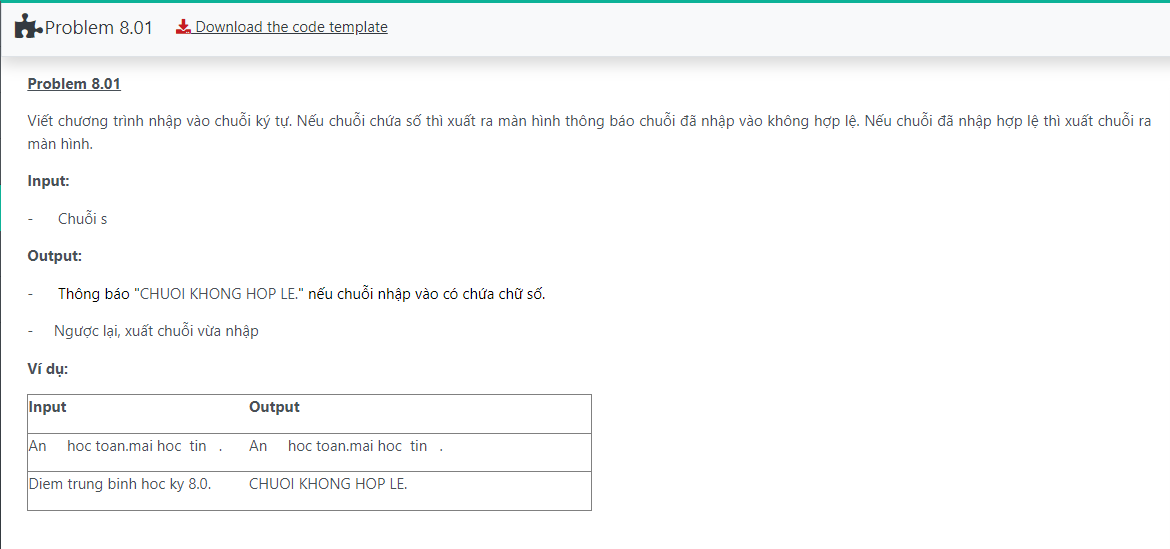 Problem 8.01 Download the code template
Problem 8.01
Viết chương trình nhập vào chuỗi ký tự. Nếu chuỗi chứa số thì xuất ra màn hình thông báo chuỗi đã nhập vào không hợp lệ. Nếu chuỗi đã nhập hợp lệ thì xuất chuỗi ra
màn hình.
Input:
- Chuỗi s
Output:
- Thông báo "CHUOI KHONG HOP LE." nếu chuỗi nhập vào có chứa chữ số.
- Ngược lại, xuất chuỗi vừa nhập
Ví dụ:
Input Output
An    hoc toan.mai hoc  tin   . An    hoc toan.mai hoc  tin   .
Diem trung binh hoc ky 8.0. CHUOI KHONG HOP LE.